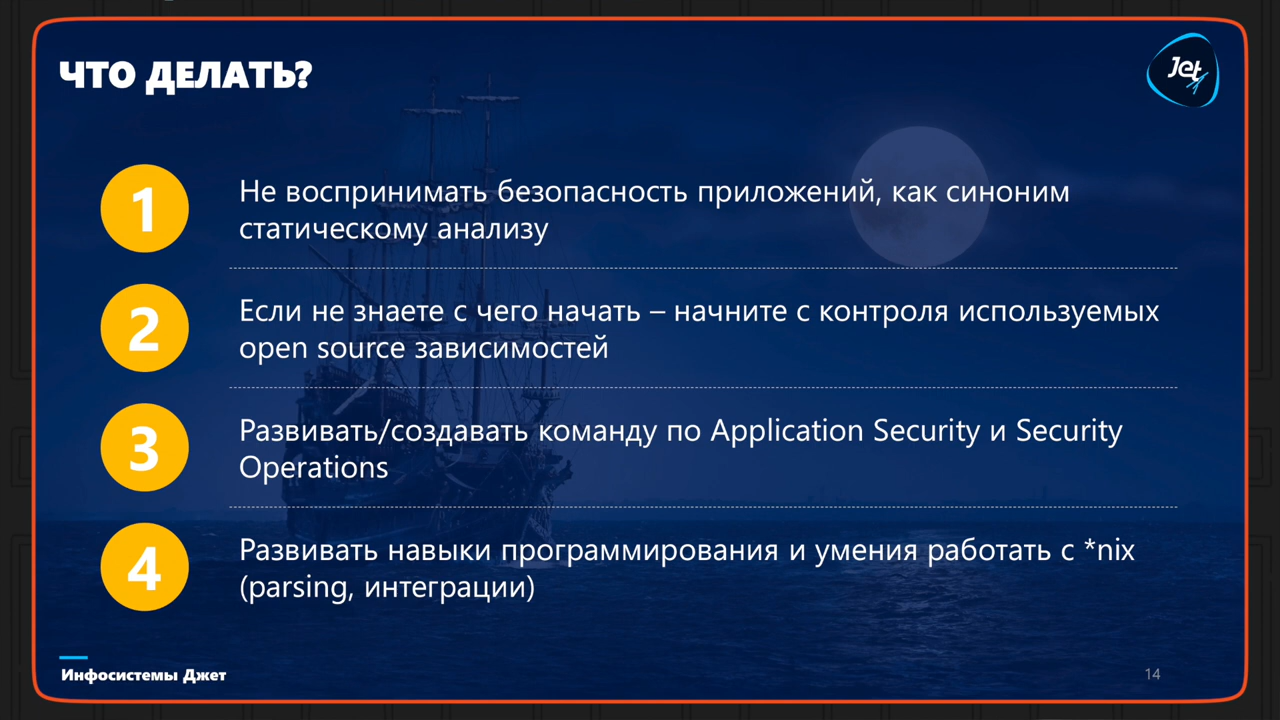 ЧТО ДЕЛАТЬ?
Jet
1
Не воспринимать безопасность приложений, как синоним
статическому анализу
2
Если не знаете с чего начать – начните с контроля используемых
open source зависимостей
3
Развивать/создавать команду по Application Security и Security
Operations
4
Развивать навыки программирования и умения работать с *nix
(parsing, интеграции)
Инфосистемы Джет
14